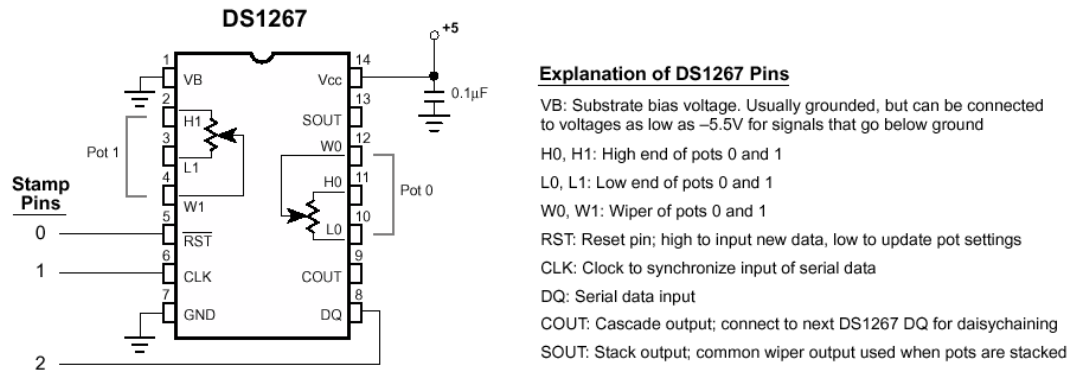 DS1267
+5
1
VB
Vcc
14
0.1µF
2
H1
SOUT
13
3
L1
W0
12
Pot 1
4
W1
H0
11
Pot 0
Stamp
Pins
0
5
RST
L0
10
1
6
CLK
COUT
9
7
GND
DQ
8
2
Explanation of DS1267 Pins
VB: Substrate bias voltage. Usually grounded, but can be connected
to voltages as low as –5.5V for signals that go below ground
H0, H1: High end of pots 0 and 1
L0, L1: Low end of pots 0 and 1
W0, W1: Wiper of pots 0 and 1
RST: Reset pin; high to input new data, low to update pot settings
CLK: Clock to synchronize input of serial data
DQ: Serial data input
COUT: Cascade output; connect to next DS1267 DQ for daisychaining
SOUT: Stack output; common wiper output used when pots are stacked